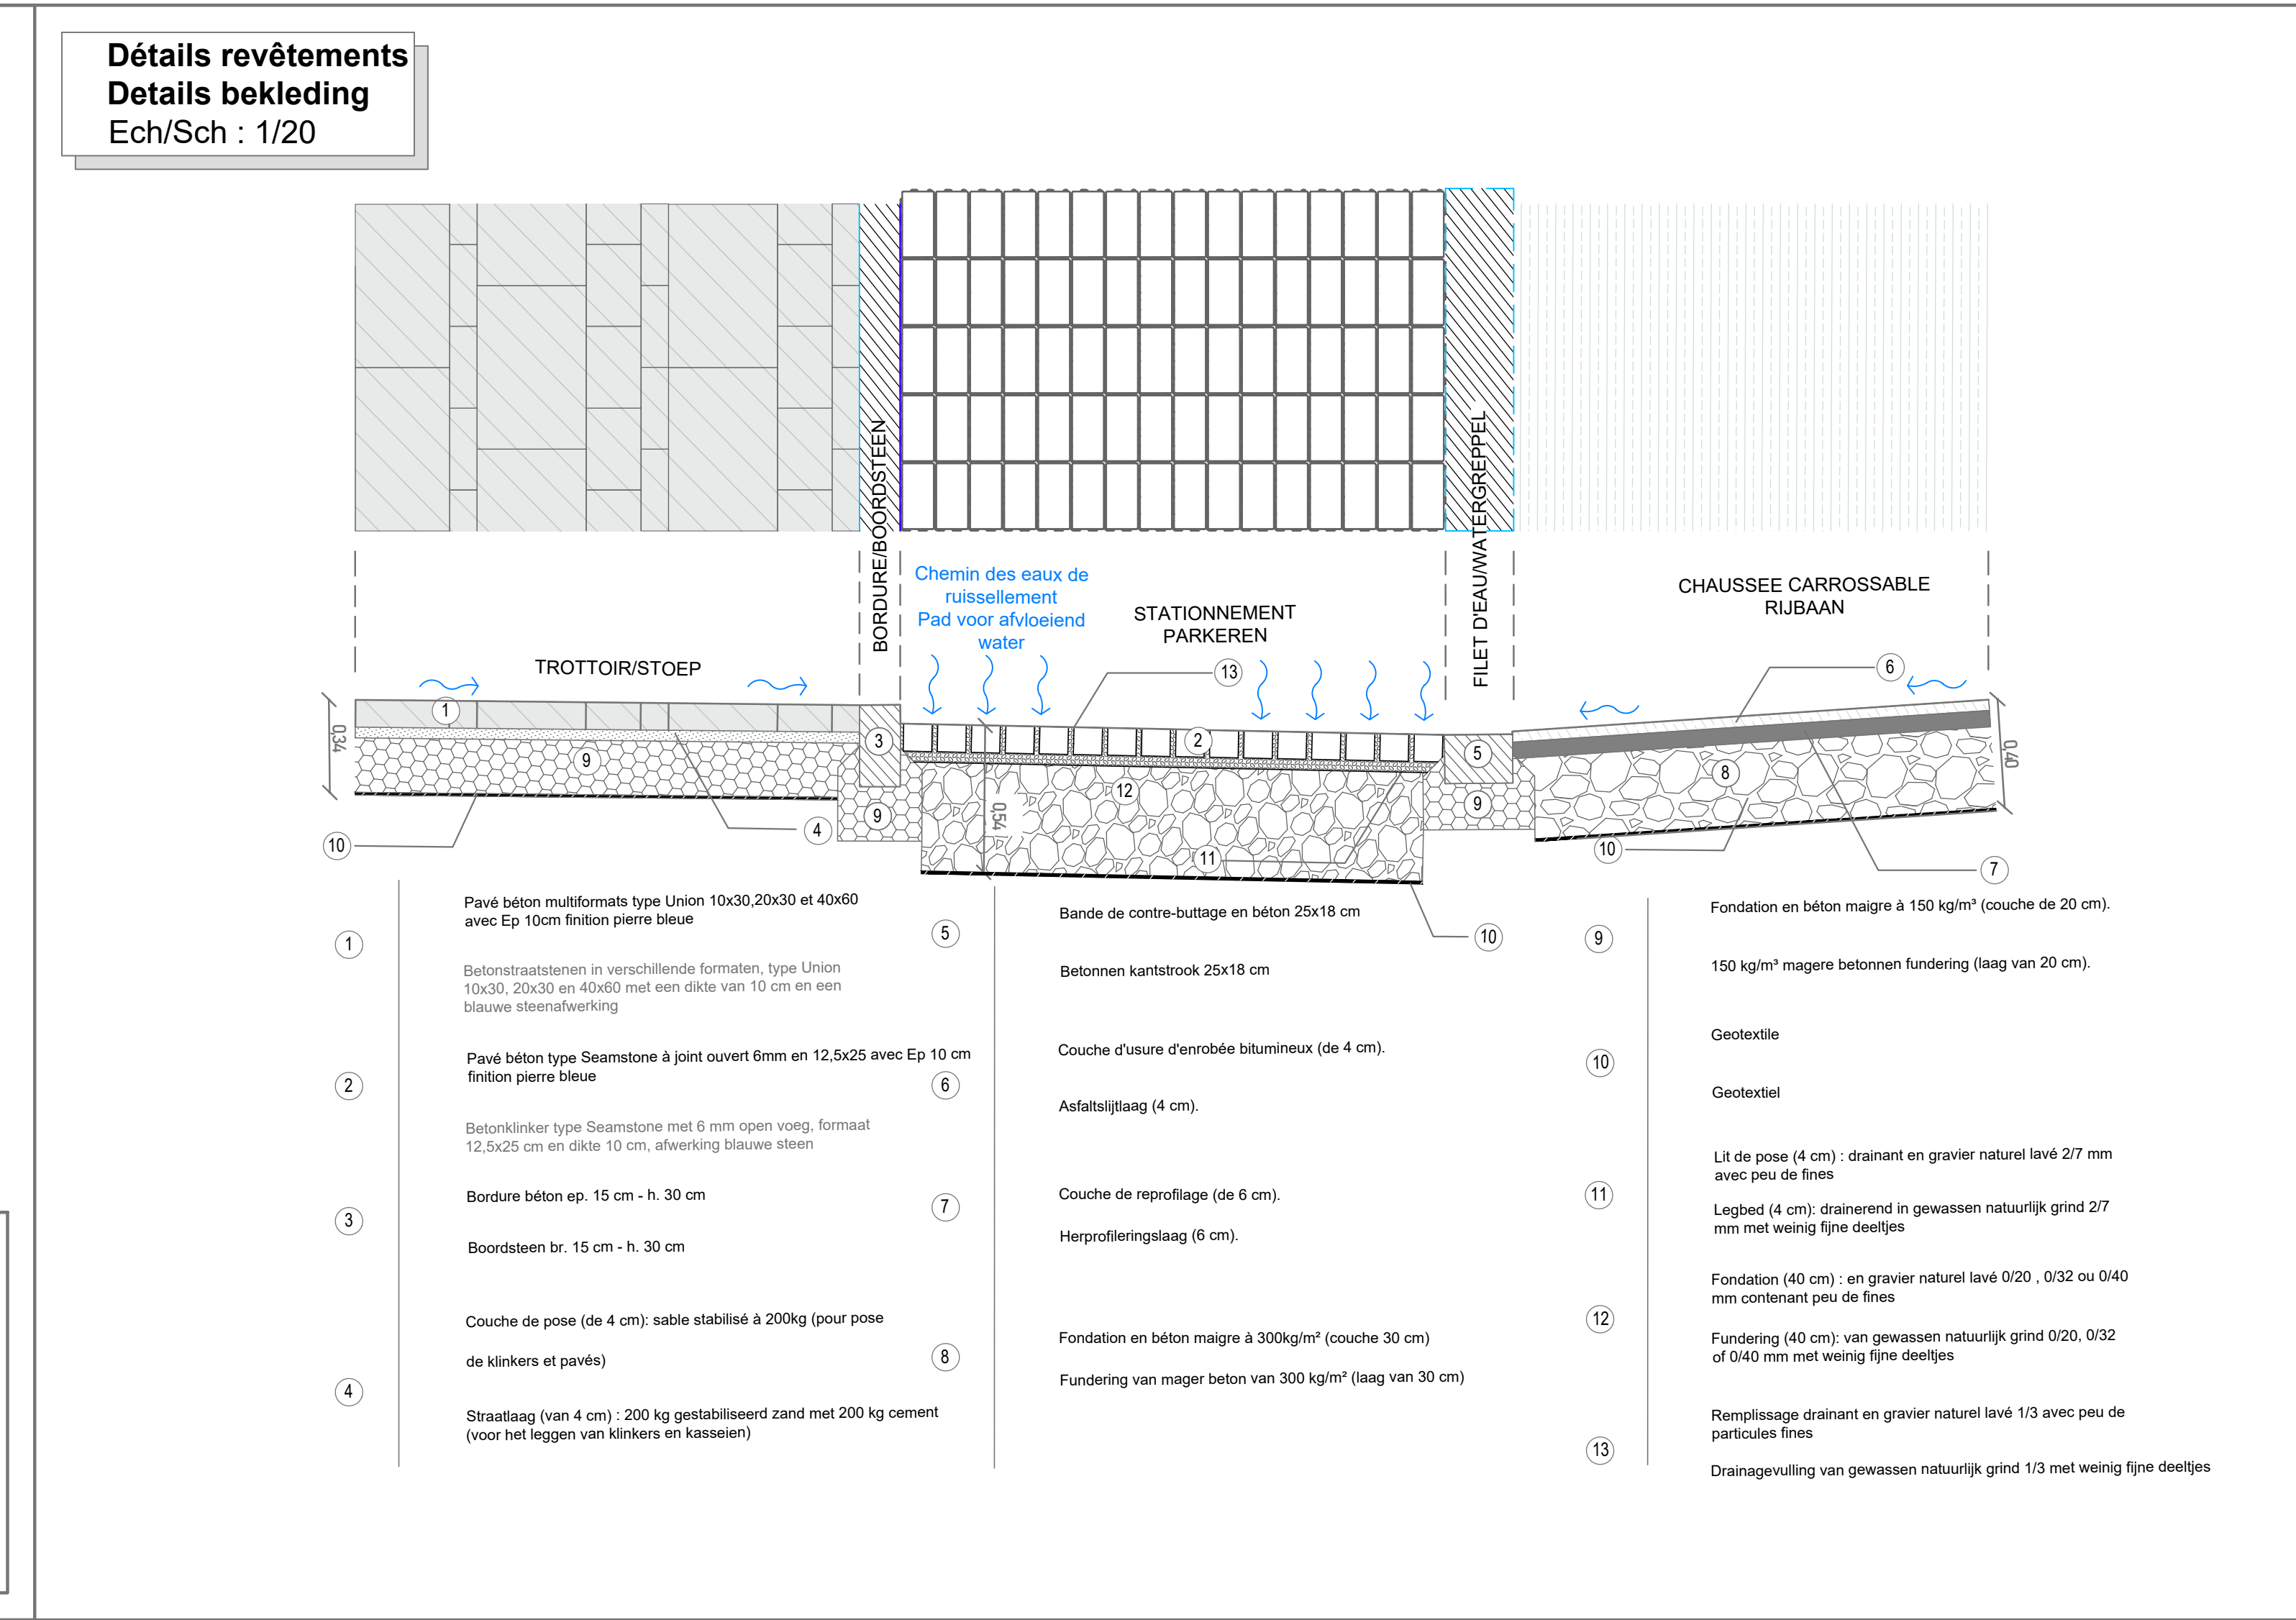 Détails revêtements
Details bekleding
Ech/Sch : 1/20
BORDURE/BOORDSTEEN
FILET D'EAU/WATERGREPPEL
Chemin des eaux de
ruissellement
Pad voor afvloeiend
water
STATIONNEMENT
PARKEREN
CHAUSSEE CARROSSABLE
RIJBAAN
TROTTOIR/STOEP
13
6
1
3
2
5
0,34
9
12
8
0,40
9
0,54
9
4
10
11
10
7
10
1
Pavé béton multiformats type Union 10x30,20x30 et 40x60
avec Ep 10cm finition pierre bleue
Betonstraatstenen in verschillende formaten, type Union
10x30, 20x30 en 40x60 met een dikte van 10 cm en een
blauwe steenafwerking
2
Pavé béton type Seamstone à joint ouvert 6mm en 12,5x25 avec Ep 10 cm
finition pierre bleue
Betonklinker type Seamstone met 6 mm open voeg, formaat
12,5x25 cm en dikte 10 cm, afwerking blauwe steen
3
Bordure béton ep. 15 cm - h. 30 cm
Boordsteen br. 15 cm - h. 30 cm
4
Couche de pose (de 4 cm): sable stabilisé à 200kg (pour pose
de klinkers et pavés)
Straatlaag (van 4 cm) : 200 kg gestabiliseerd zand met 200 kg cement
(voor het leggen van klinkers en kasseien)
5
Bande de contre-buttage en béton 25x18 cm
Betonnen kantstrook 25x18 cm
6
Couche d'usure d'enrobée bitumineux (de 4 cm).
Asfaltslijtlaag (4 cm).
7
Couche de reprofilage (de 6 cm).
Herprofileringslaag (6 cm).
8
Fondation en béton maigre à 300kg/m² (couche 30 cm)
Fundering van mager beton van 300 kg/m² (laag van 30 cm)
9
Fondation en béton maigre à 150 kg/m³ (couche de 20 cm).
150 kg/m³ magere betonnen fundering (laag van 20 cm).
10
Geotextile
Geotextiel
11
Lit de pose (4 cm) : drainant en gravier naturel lavé 2/7 mm
avec peu de fines
Legbed (4 cm): drainerend in gewassen natuurlijk grind 2/7
mm met weinig fijne deeltjes
12
Fondation (40 cm) : en gravier naturel lavé 0/20 , 0/32 ou 0/40
mm contenant peu de fines
Fundering (40 cm): van gewassen natuurlijk grind 0/20, 0/32
of 0/40 mm met weinig fijne deeltjes
13
Remplissage drainant en gravier naturel lavé 1/3 avec peu de
particules fines
Drainagevulling van gewassen natuurlijk grind 1/3 met weinig fijne deeltjes